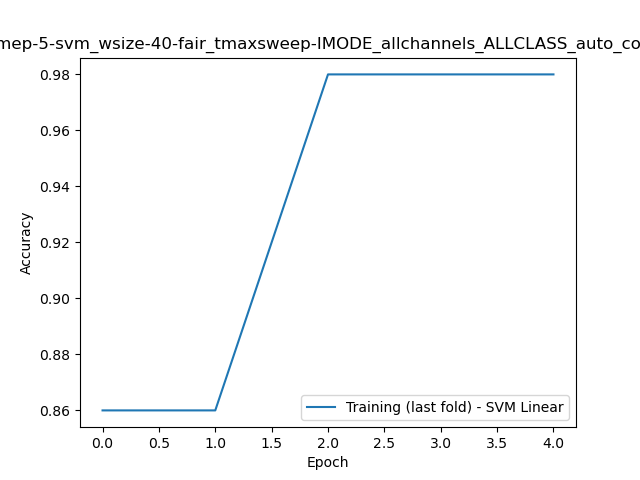 mep-5-svm_wsize-40-fair_tmaxsweep-IMODE_allchannels_ALLCLASS_auto_co
0.98
0.96
0.94
0.92
0.90
0.88
0.86
Accuracy
Training (last fold) - SVM Linear
0.0 0.5 1.0 1.5 2.0 2.5 3.0 3.5 4.0
Epoch